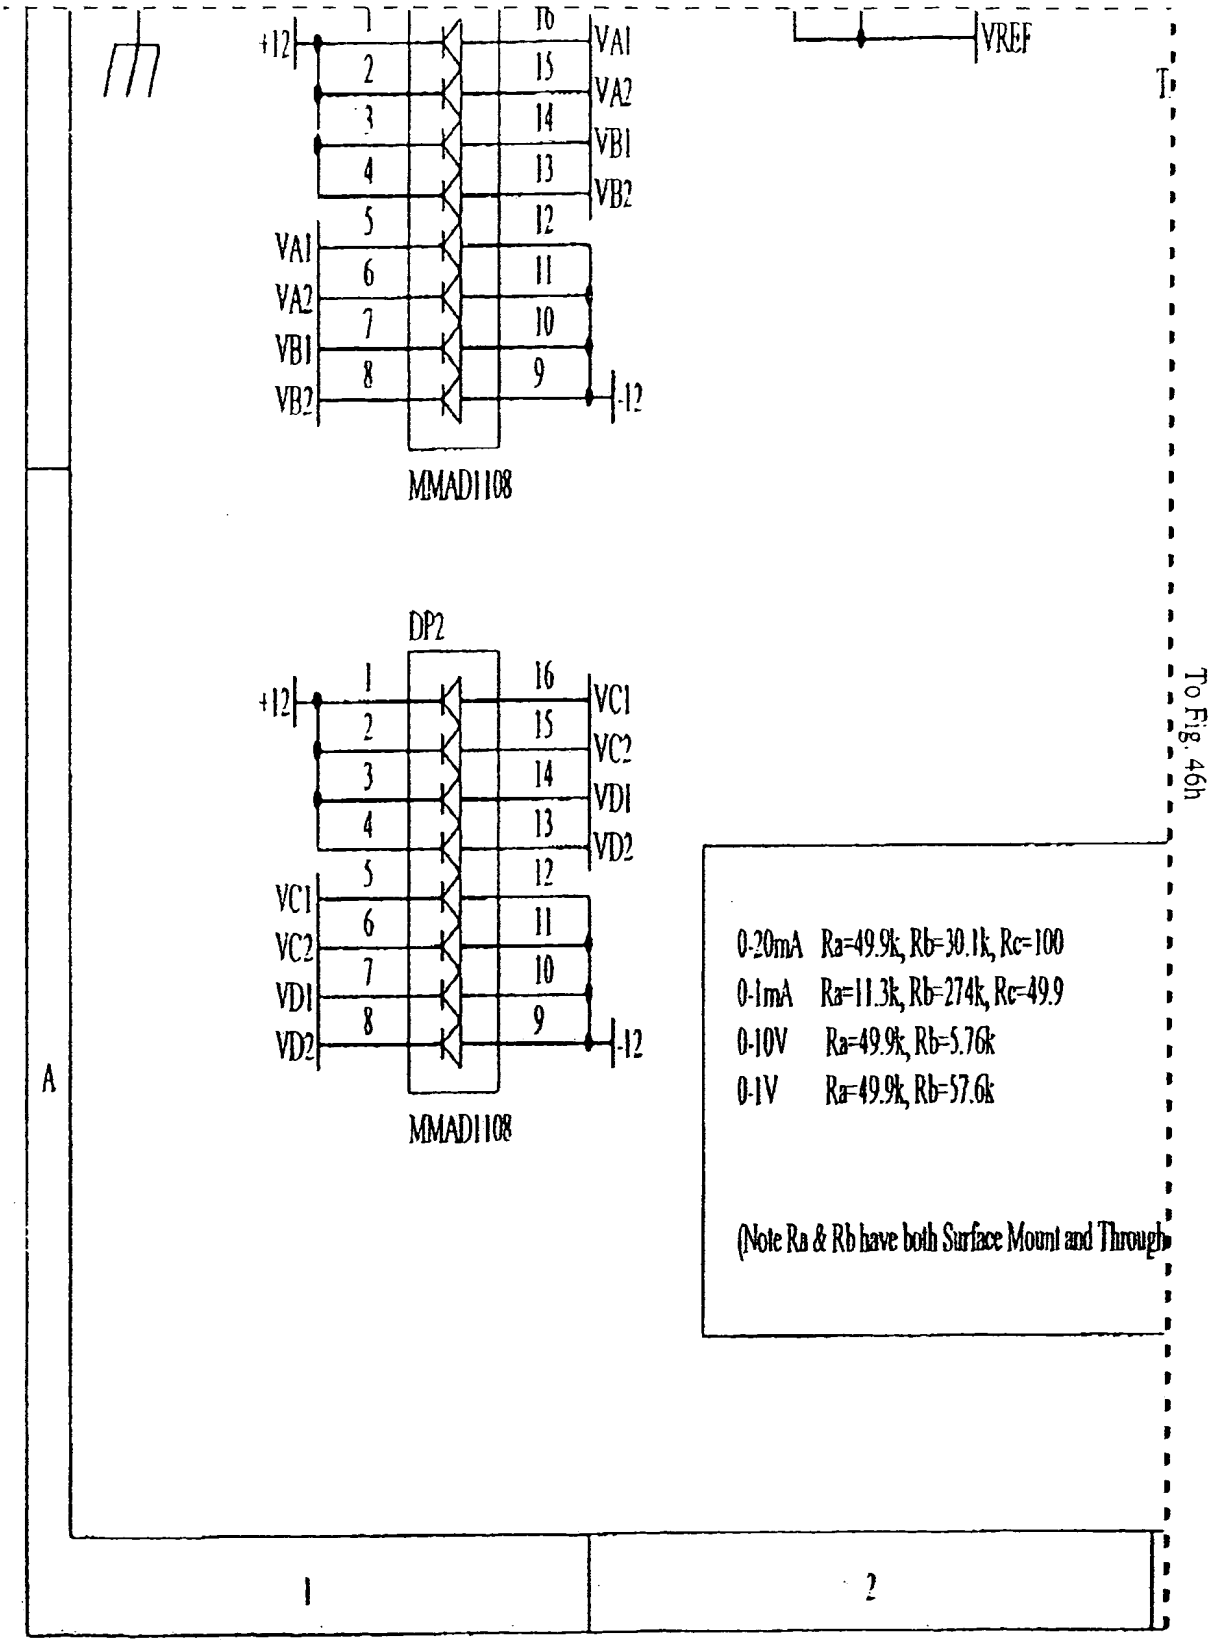 1 16
+12 VA1
2 15
VA2
3 14
VB1
4 13
VB2
5 12
VA1
6 11
VA2
7 10
VB1
8 9
VB2 -12
MMAD1108
VREF
T
DP2
1 16
+12 VC1
2 15
VC2
3 14
VD1
4 13
VD2
5 12
VC1
6 11
VC2
7 10
VD1
8 9
VD2 -12
MMAD1108
To Fig. 46h
0-20mA Ra=49.9k, Rb=30.1k, Rc=100
0-1mA Ra=11.3k, Rb=274k, Rc=49.9
0-10V Ra=49.9k, Rb=5.76k
0-1V Ra=49.9k, Rb=57.6k
(Note Ra & Rb have both Surface Mount and Through
A
1 2